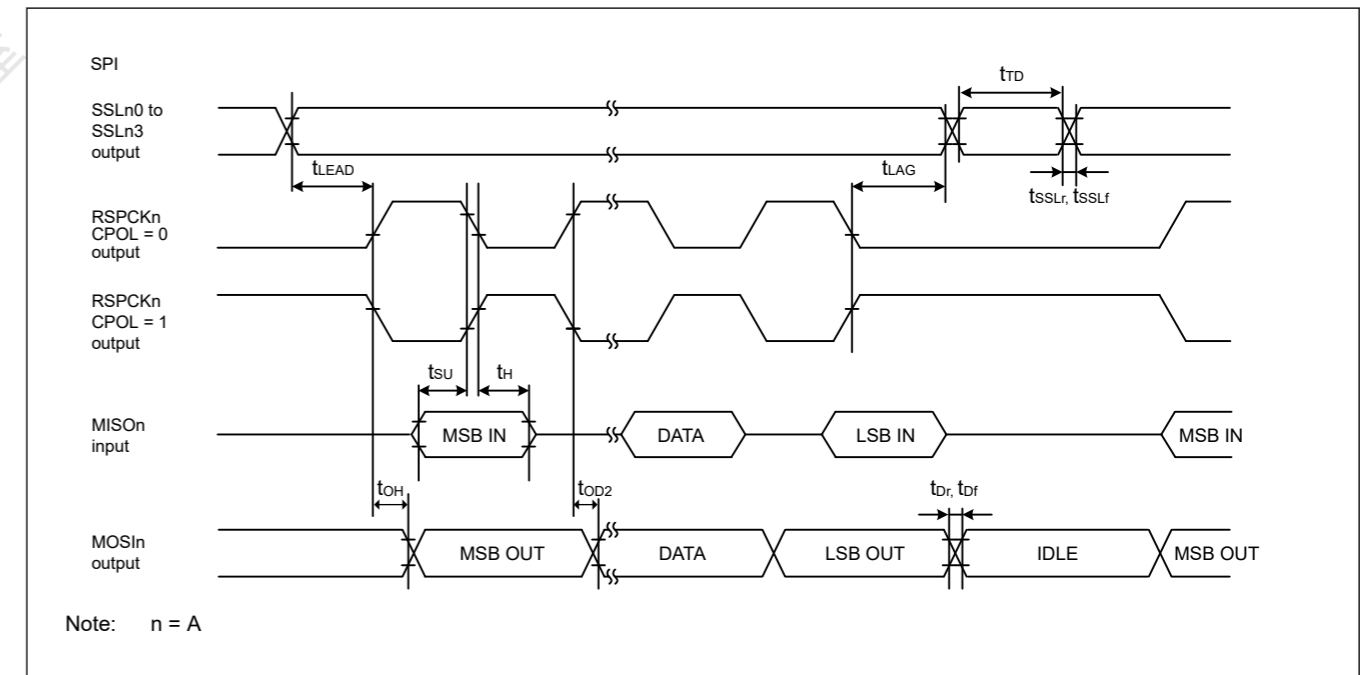 SPI
SSLn0 to
SSLn3
output
tTD
tLEAD
tLAG
tSSLr, tSSLf
RSPCKn
CPOL = 0
output
RSPCKn
CPOL = 1
output
tSU
tH
MISOn
input
MSB IN
DATA
LSB IN
MSB IN
tOH
tOD2
tDr, tDf
MOSIn
output
MSB OUT
DATA
LSB OUT
IDLE
MSB OUT
Note: n = A